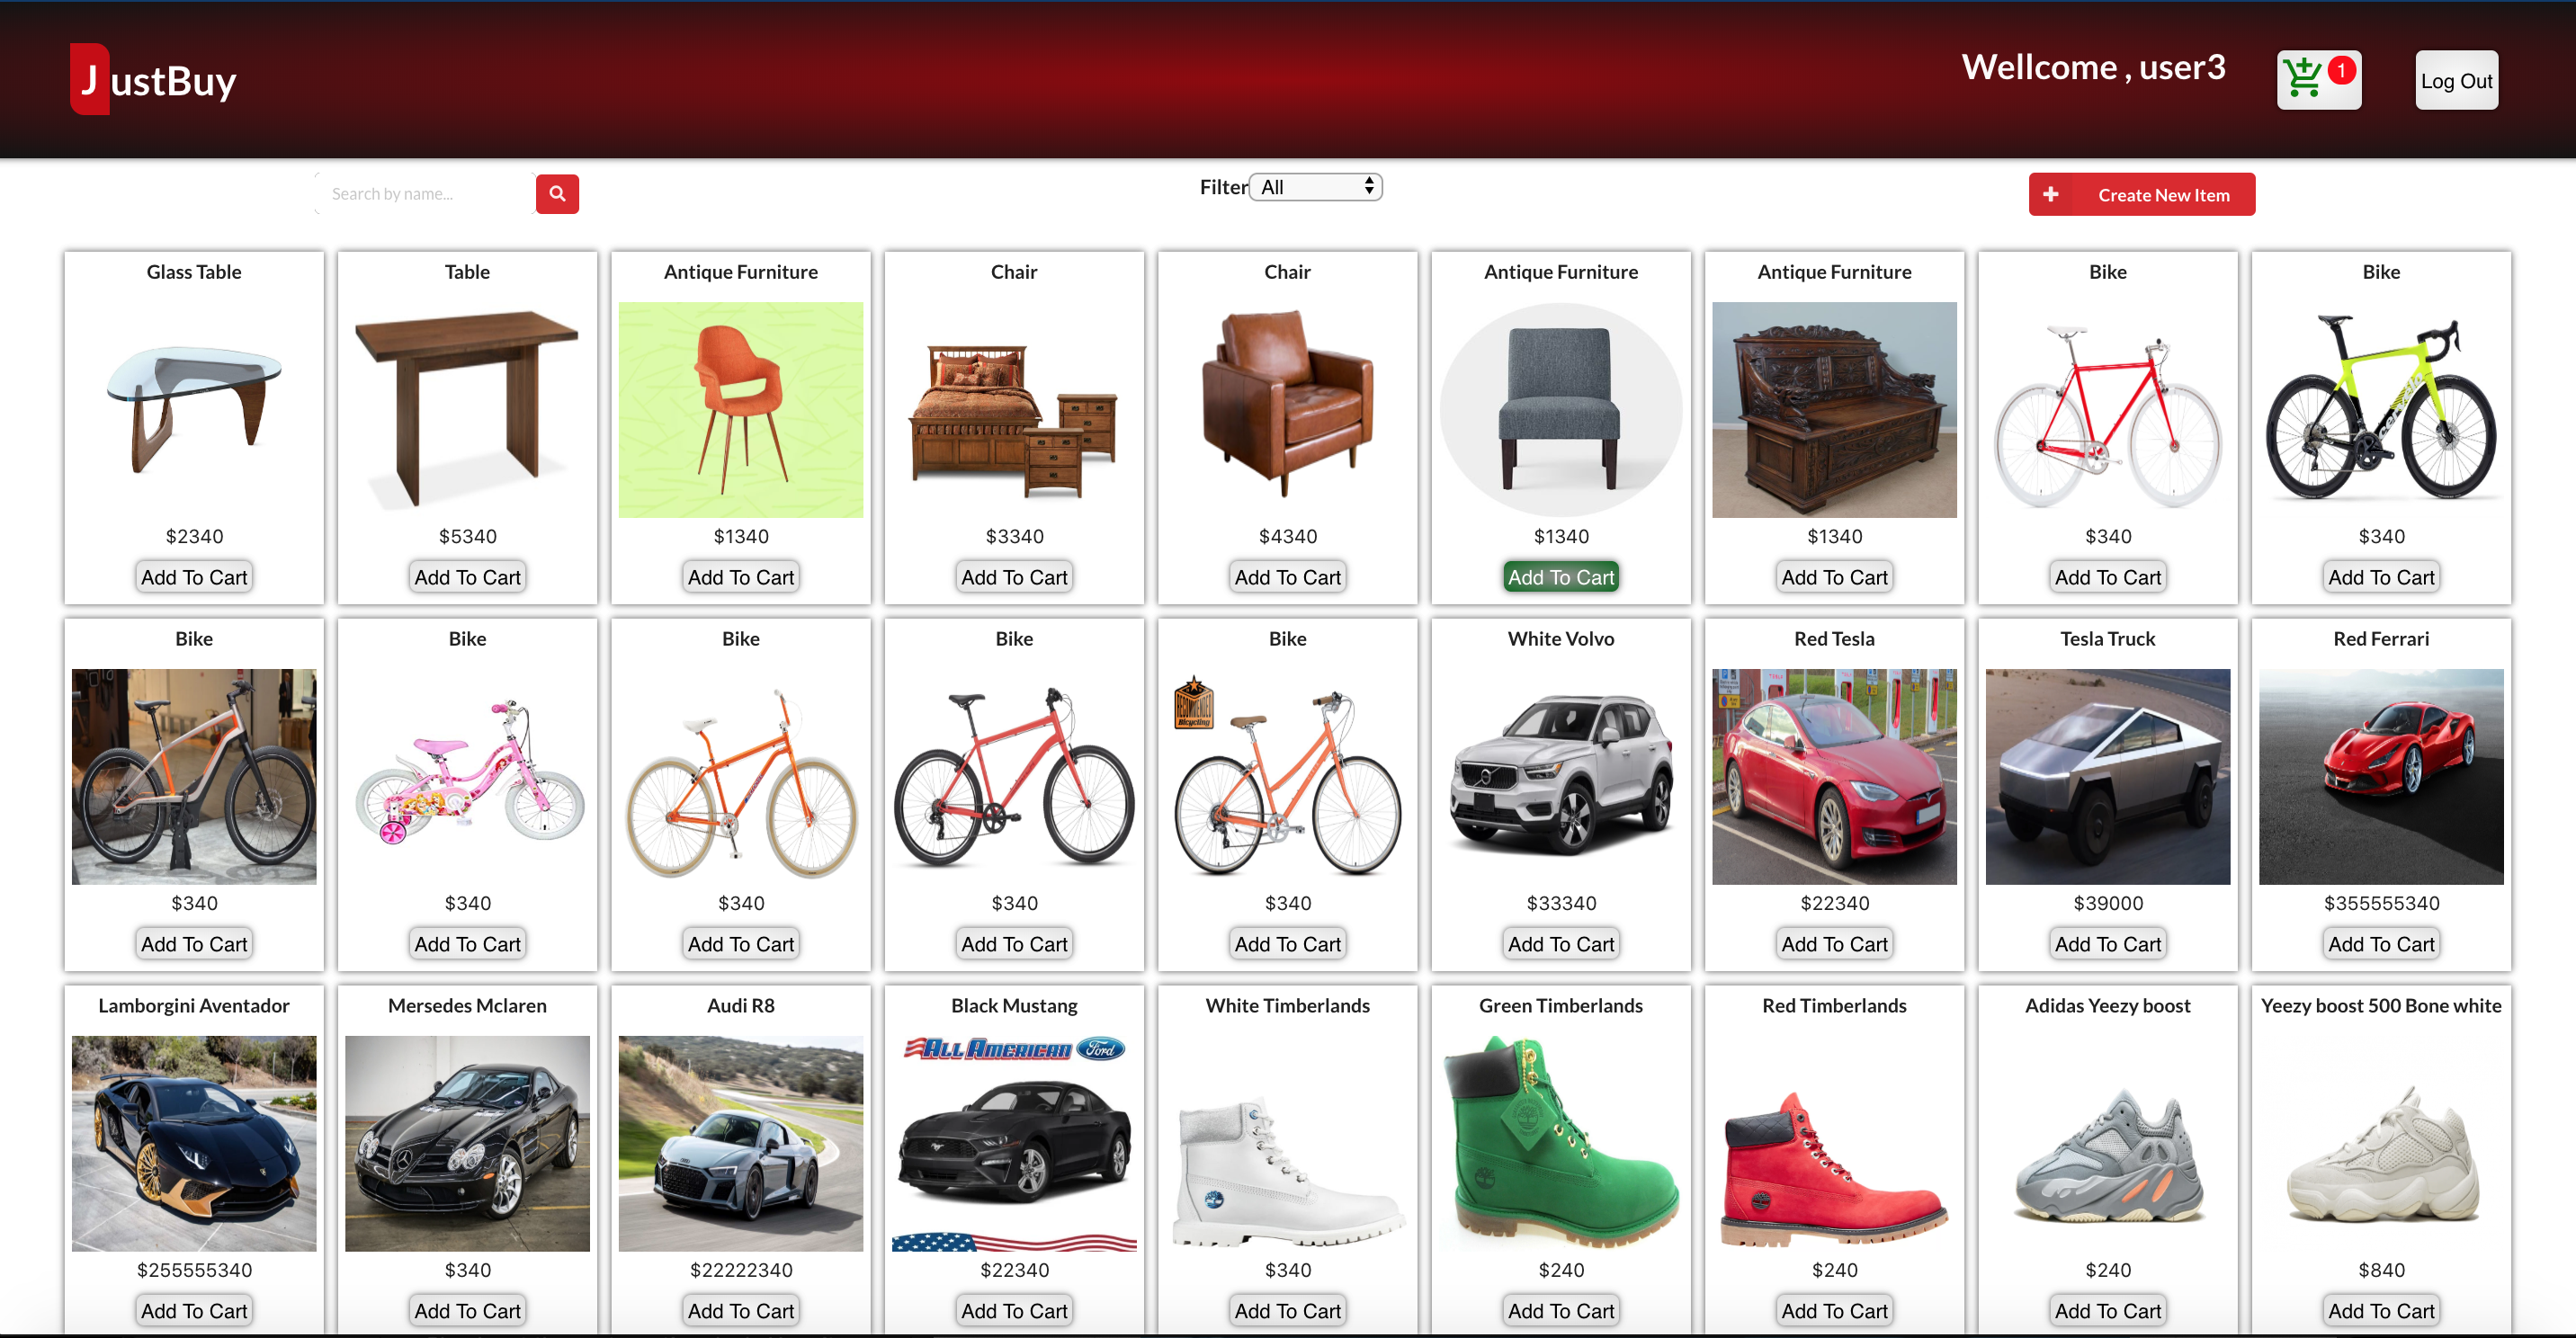 JustBuy
Wellcome , user3
1
Log Out
Search by name...
Filter All
Create New Item
Glass Table
Table
Antique Furniture
Chair
Chair
Antique Furniture
Antique Furniture
Bike
Bike
$2340
$5340
$1340
$3340
$4340
$1340
$1340
$340
$340
Add To Cart
Add To Cart
Add To Cart
Add To Cart
Add To Cart
Add To Cart
Add To Cart
Add To Cart
Add To Cart
Bike
Bike
Bike
Bike
Bike
White Volvo
Red Tesla
Tesla Truck
Red Ferrari
RECOMMENDED
Bicycling
$340
$340
$340
$340
$340
$33340
$22340
$39000
$355555340
Add To Cart
Add To Cart
Add To Cart
Add To Cart
Add To Cart
Add To Cart
Add To Cart
Add To Cart
Add To Cart
Lamborgini Aventador
Mersedes Mclaren
Audi R8
Black Mustang
White Timberlands
Green Timberlands
Red Timberlands
Adidas Yeezy boost
Yeezy boost 500 Bone white
ALL AMERICAN Ford
$255555340
$340
$22222340
$22340
$340
$240
$240
$240
$840
Add To Cart
Add To Cart
Add To Cart
Add To Cart
Add To Cart
Add To Cart
Add To Cart
Add To Cart
Add To Cart